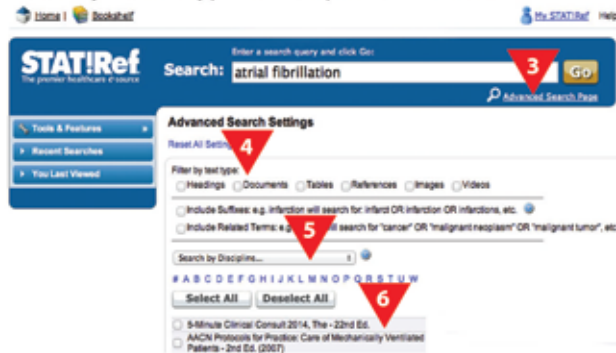 Home | Bookshelf
My STAT!Ref Help
STAT!Ref
The premier healthcare e-source
Enter a search query and click Go:
Search: atrial fibrillation Go
3
Advanced Search Page
Tools & Features
Recent Searches
You Last Viewed
Advanced Search Settings
Reset All
4
Filter by text type:
Headings Documents Tables References Images Videos
Include Suffixes: e.g. infarction will search for: infarct OR infarction OR infarctions, etc.
Include Related Terms: e.g. will search for "cancer" OR "malignant neoplasm" OR "malignant tumor", etc
5
Search by Discipline...
# A B C D E F G H I J K L M N O P Q R S T U W
Select All Deselect All
6
5-Minute Clinical Consult 2014, The - 22nd Ed.
AACN Protocols for Practice: Care of Mechanically Ventilated
Patients - 2nd Ed. (2007)